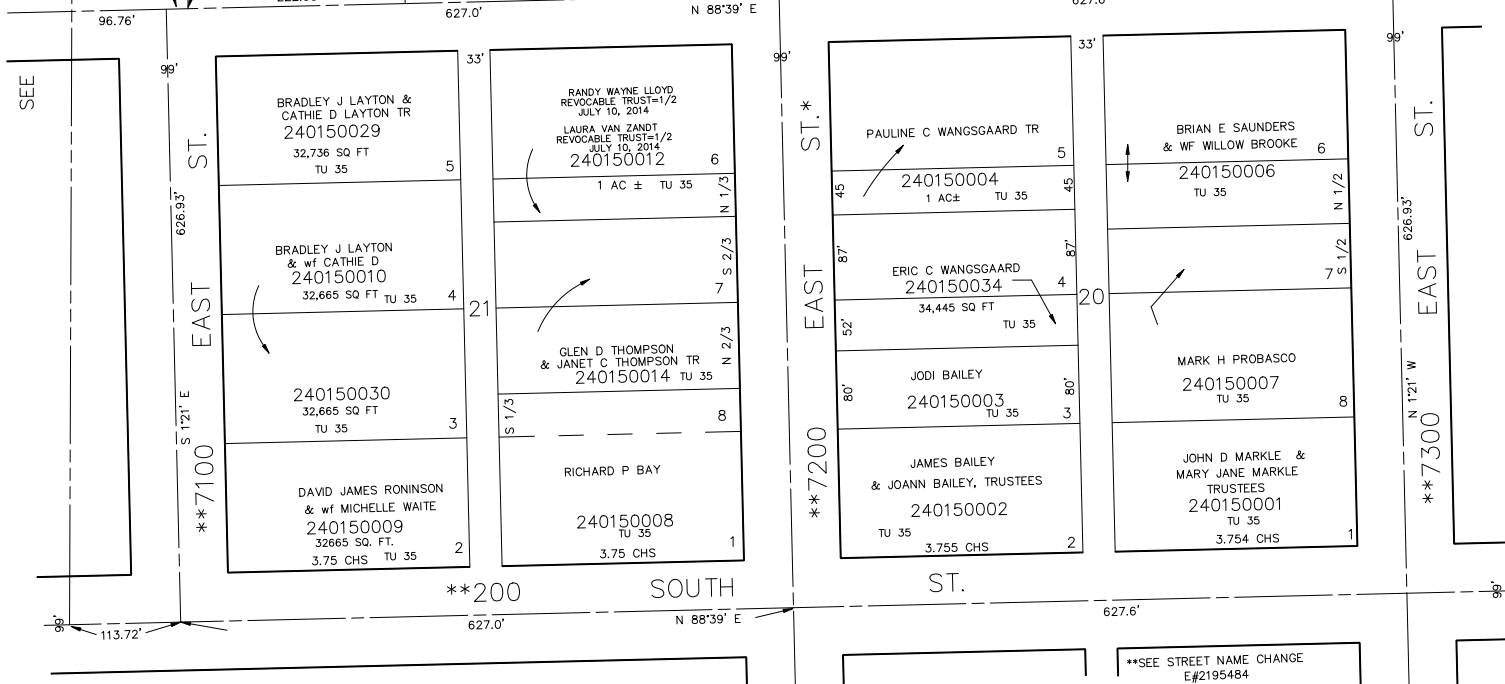 96.76'
627.0'
N 88°39' E
SEE
99'
EAST ST.
626.93'
S 1°21' E
**7100
BRADLEY J LAYTON &
CATHIE D LAYTON TR
240150029
32,736 SQ FT
TU 35
5
BRADLEY J LAYTON
& wf CATHIE D
240150010
32,665 SQ FT TU 35
4
240150030
32,665 SQ FT
TU 35
3
DAVID JAMES RONINSON
& wf MICHELLE WAITE
240150009
32665 SQ. FT.
3.75 CHS TU 35
2
33'
21
RANDY WAYNE LLOYD
REVOCABLE TRUST=1/2
JULY 10, 2014
LAURA VAN ZANDT
REVOCABLE TRUST=1/2
JULY 10, 2014
240150012
6
1 AC ± TU 35
N 1/3
S 2/3
7
GLEN D THOMPSON
& JANET C THOMPSON TR
240150014 TU 35
N 2/3
S 1/3
8
RICHARD P BAY
240150008
TU 35
3.75 CHS
1
99'
EAST ST.*
**7200
PAULINE C WANGSGAARD TR
5
240150004
1 AC± TU 35
45
45
87'
87'
ERIC C WANGSGAARD
240150034
4
34,445 SQ FT
TU 35
52'
JODI BAILEY
240150003
TU 35
3
80'
80'
JAMES BAILEY
& JOANN BAILEY, TRUSTEES
240150002
TU 35
3.755 CHS
2
33'
20
BRIAN E SAUNDERS
& WF WILLOW BROOKE
6
240150006
TU 35
N 1/2
S 1/2
7
MARK H PROBASCO
240150007
TU 35
8
JOHN D MARKLE &
MARY JANE MARKLE
TRUSTEES
240150001
TU 35
3.754 CHS
1
99'
EAST ST.
626.93'
N 1°21' W
**7300
**200 SOUTH ST.
99'
113.72'
627.0'
N 88°39' E
627.6'
99'
**SEE STREET NAME CHANGE
E#2195484